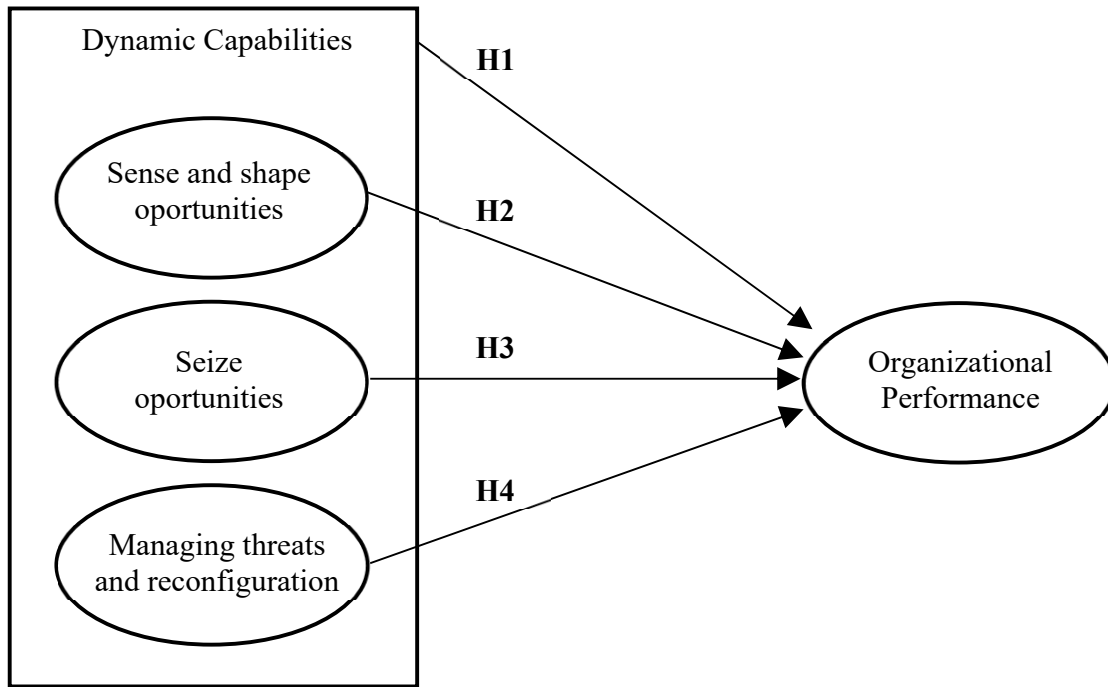 Dynamic Capabilities
H1
Sense and shape
oportunities
H2
Seize
oportunities
H3
Organizational
Performance
Managing threats
and reconfiguration
H4